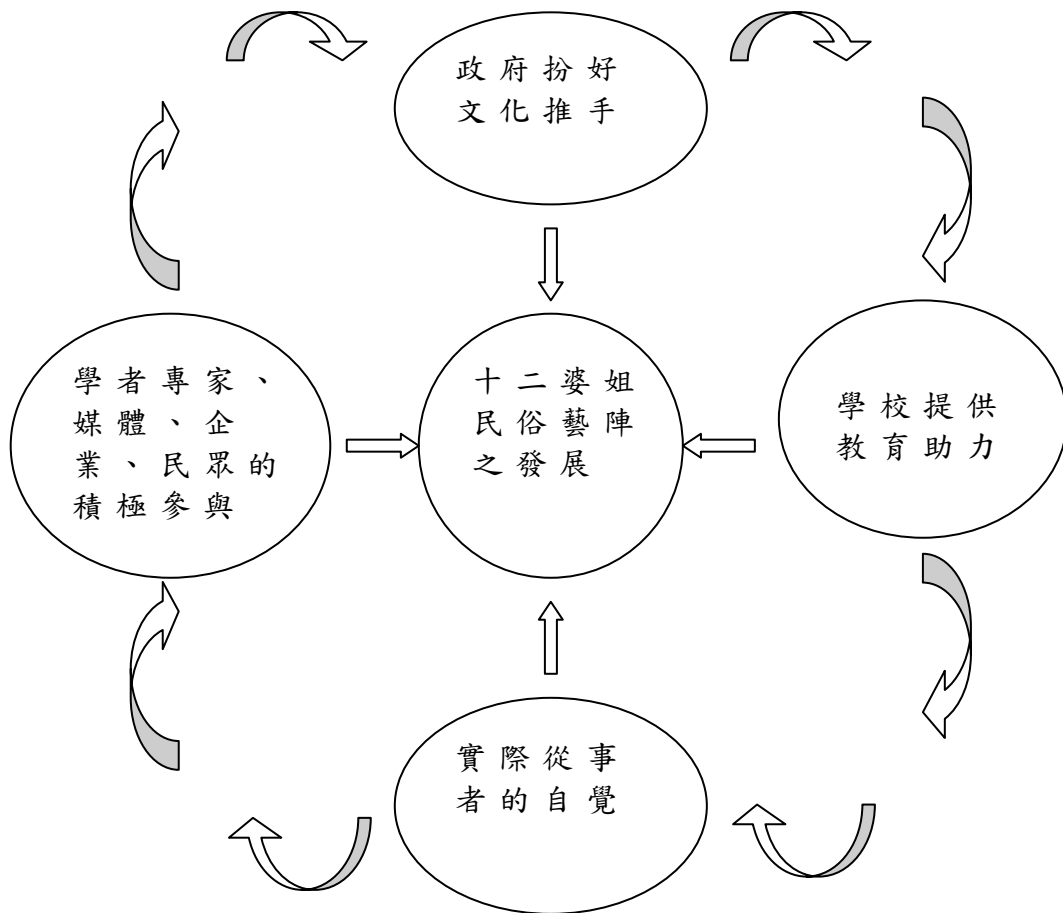 政府扮好
文化推手
學者專家、
媒體、企
業、民眾的
積極參與
十二婆姐
民俗藝陣
之發展
學校提供
教育助力
實際從事
者的自覺